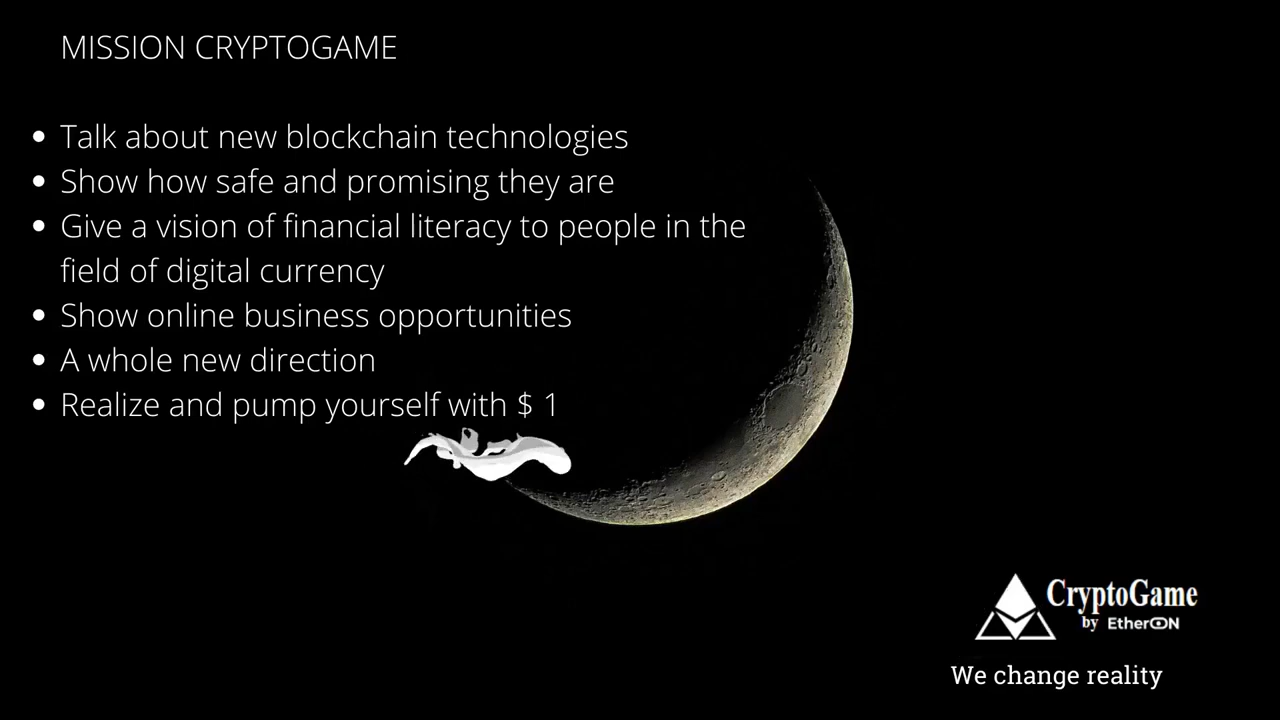 MISSION CRYPTOGAME
• Talk about new blockchain technologies
• Show how safe and promising they are
• Give a vision of financial literacy to people in the
field of digital currency
• Show online business opportunities
• A whole new direction
• Realize and pump yourself with $ 1
CryptoGame
by EtherON
We change reality